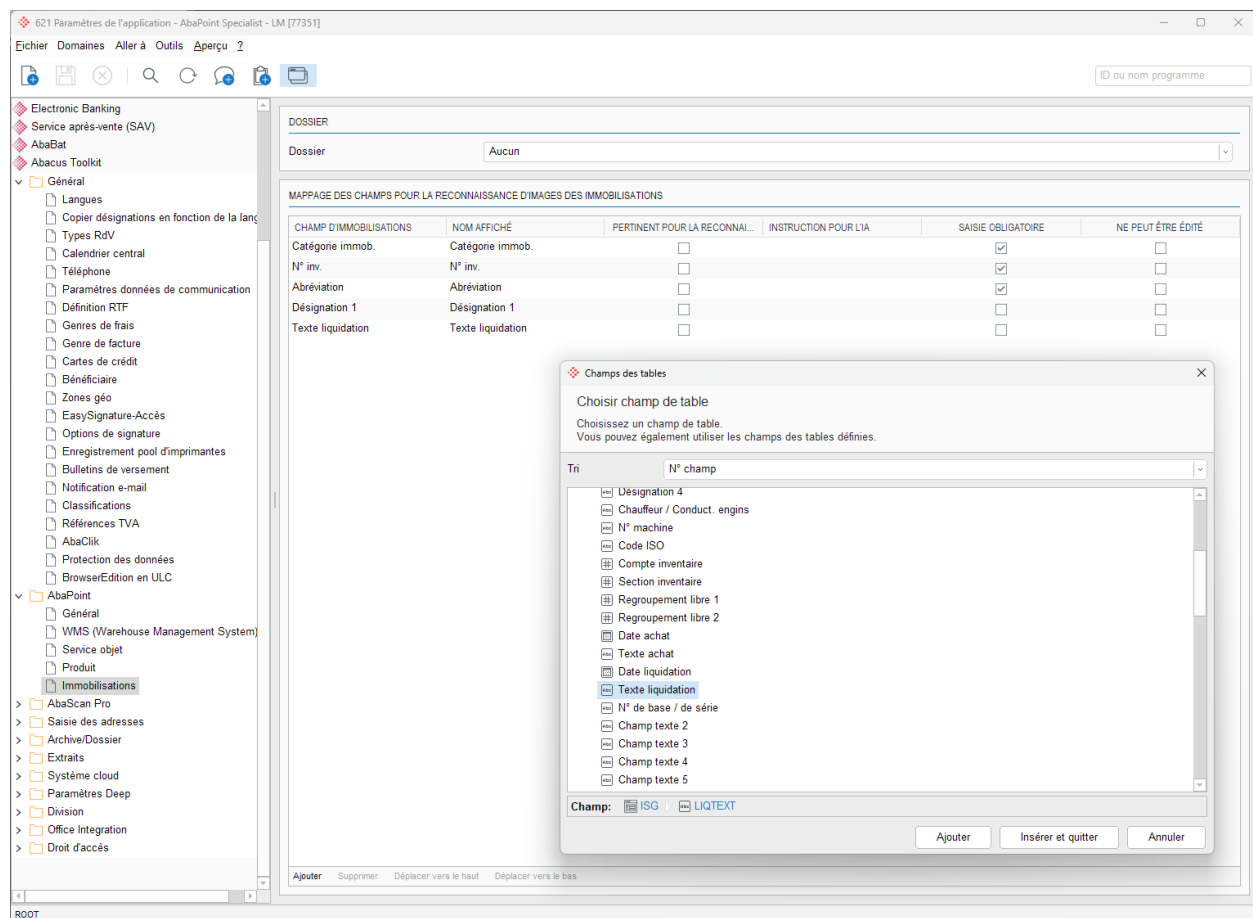 621 Paramètres de l'application - AbaPoint Specialist - LM [77351]
Fichier Domaines Aller à Outils Aperçu ?
ID ou nom programme
Electronic Banking
Service après-vente (SAV)
AbaBat
Abacus Toolkit
Général
Langues
Copier désignations en fonction de la lang
Types RdV
Calendrier central
Téléphone
Paramètres données de communication
Définition RTF
Genres de frais
Genre de facture
Cartes de crédit
Bénéficiaire
Zones géo
EasySignature-Accès
Options de signature
Enregistrement pool d'imprimantes
Bulletins de versement
Notification e-mail
Classifications
Références TVA
AbaClik
Protection des données
BrowserEdition en ULC
AbaPoint
Général
WMS (Warehouse Management System)
Service objet
Produit
Immobilisations
AbaScan Pro
Saisie des adresses
Archive/Dossier
Extraits
Système cloud
Paramètres Deep
Division
Office Integration
Droit d'accès
ROOT
DOSSIER
Dossier Aucun
MAPPAGE DES CHAMPS POUR LA RECONNAISSANCE D'IMAGES DES IMMOBILISATIONS
CHAMP D'IMMOBILISATIONS NOM AFFICHÉ PERTINENT POUR LA RECONNAI... INSTRUCTION POUR L'IA SAISIE OBLIGATOIRE NE PEUT ÊTRE ÉDITÉ
Catégorie immob. Catégorie immob.
N° inv. N° inv.
Abréviation Abréviation
Désignation 1 Désignation 1
Texte liquidation Texte liquidation
Champs des tables
Choisir champ de table
Choisissez un champ de table.
Vous pouvez également utiliser les champs des tables définies.
Tri N° champ
Désignation 4
Chauffeur / Conduct. engins
N° machine
Code ISO
Compte inventaire
Section inventaire
Regroupement libre 1
Regroupement libre 2
Date achat
Texte achat
Date liquidation
Texte liquidation
N° de base / de série
Champ texte 2
Champ texte 3
Champ texte 4
Champ texte 5
Champ: ISG LIQTEXT
Ajouter Insérer et quitter Annuler
Ajouter Supprimer Déplacer vers le haut Déplacer vers le bas